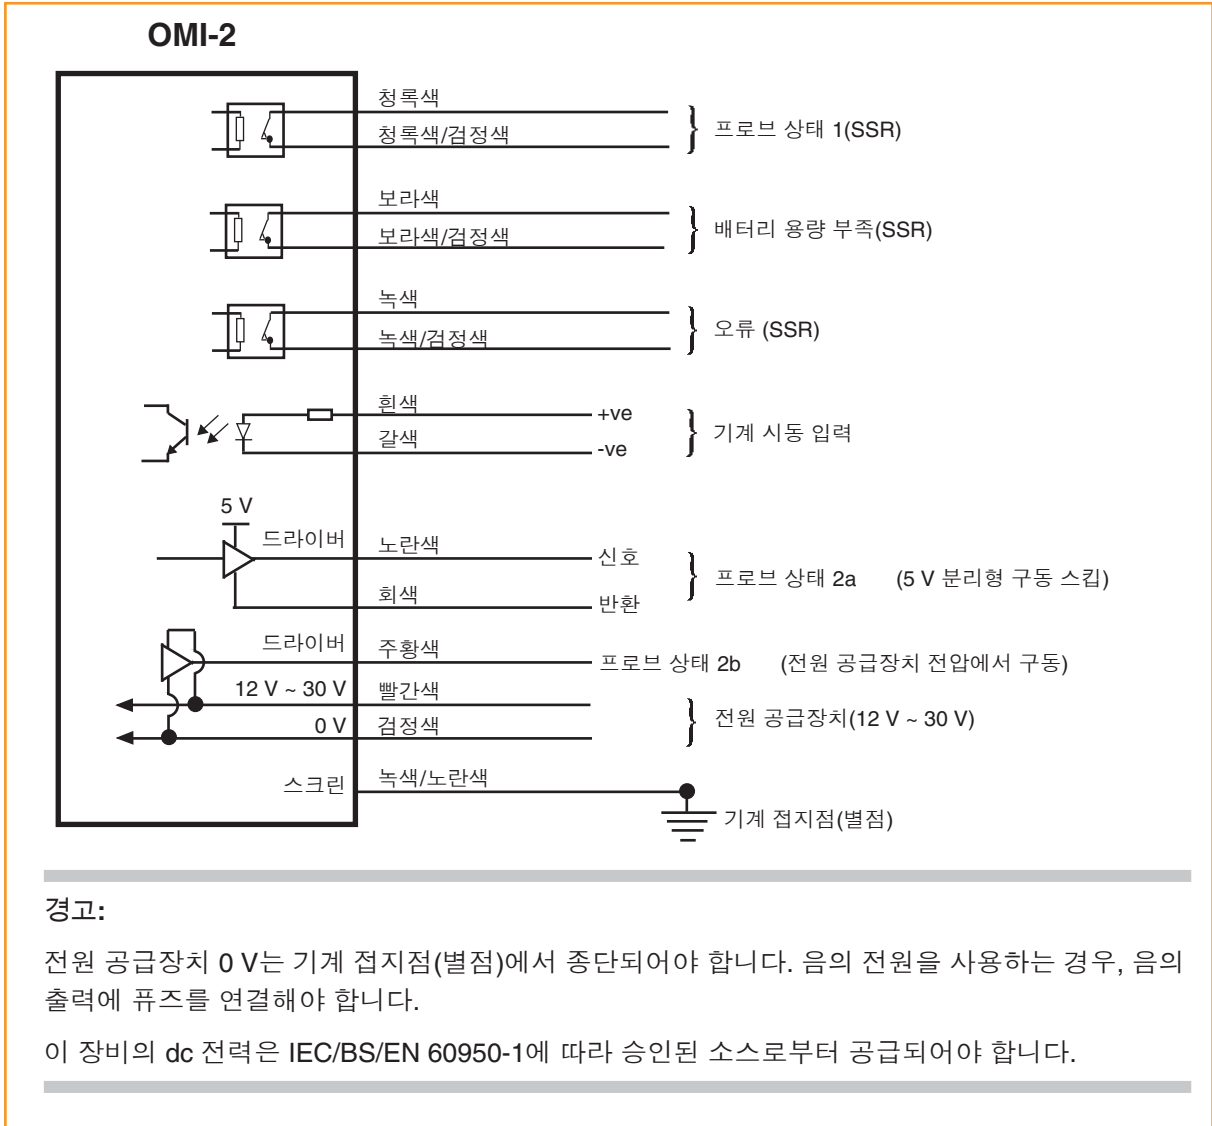 OMI-2
청록색
청록색/검정색
프로브 상태 1(SSR)
보라색
보라색/검정색
배터리 용량 부족(SSR)
녹색
녹색/검정색
오류 (SSR)
흰색
+ve
갈색
-ve
기계 시동 입력
5 V
드라이버
노란색
신호
프로브 상태 2a (5 V 분리형 구동 스킵)
회색
반환
드라이버
주황색
프로브 상태 2b (전원 공급장치 전압에서 구동)
12 V ~ 30 V
빨간색
0 V
검정색
전원 공급장치(12 V ~ 30 V)
스크린
녹색/노란색
기계 접지점(별점)
경고:
전원 공급장치 0 V는 기계 접지점(별점)에서 종단되어야 합니다. 음의 전원을 사용하는 경우, 음의
출력에 퓨즈를 연결해야 합니다.
이 장비의 dc 전력은 IEC/BS/EN 60950-1에 따라 승인된 소스로부터 공급되어야 합니다.